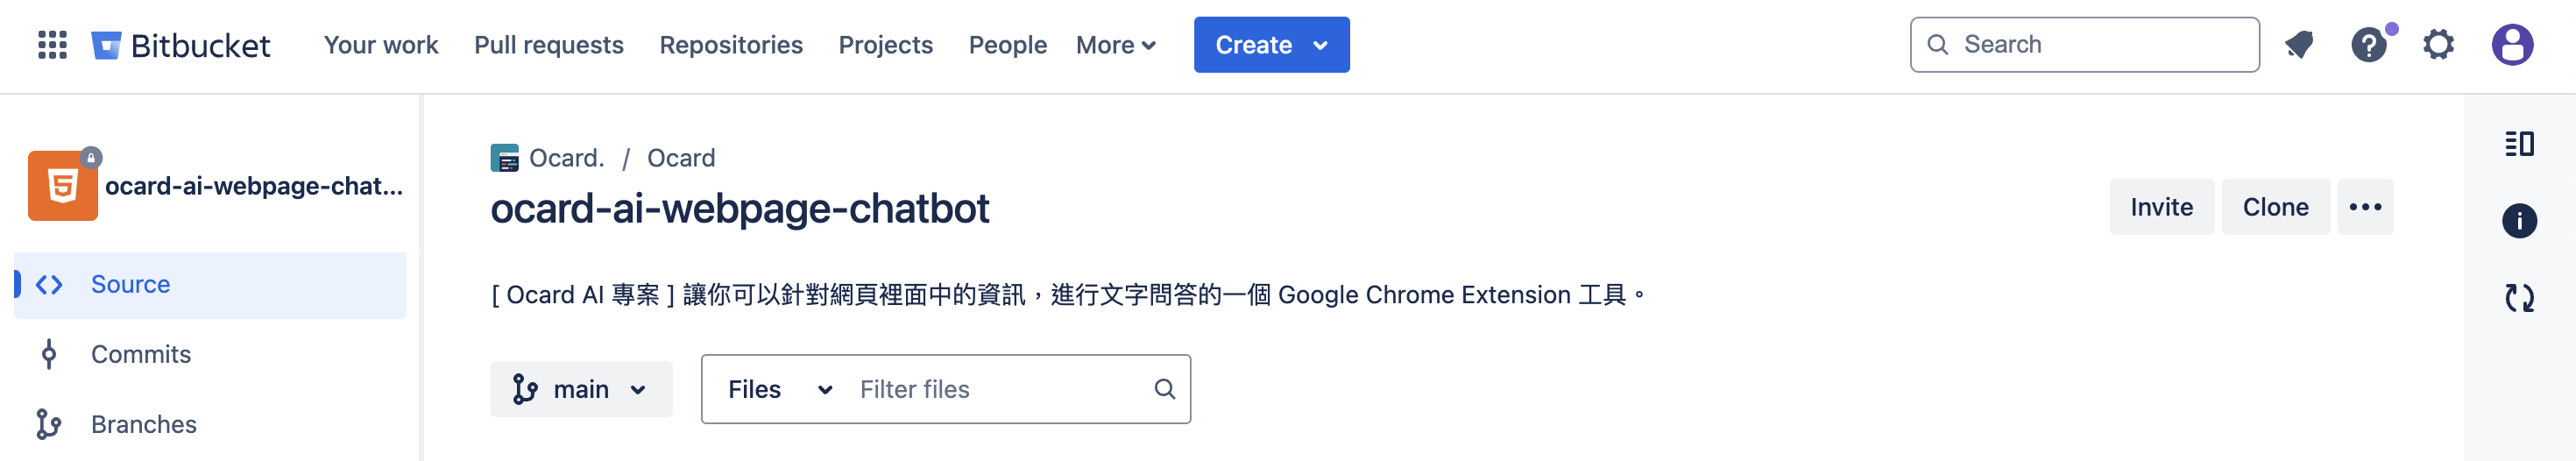 Bitbucket Your work Pull requests Repositories Projects People More Create Search
ocard-ai-webpage-chat...
Source
Commits
Branches
Ocard. / Ocard
ocard-ai-webpage-chatbot
Invite Clone
[ Ocard AI 專案 ] 讓你可以針對網頁裡面中的資訊，進行文字問答的一個 Google Chrome Extension 工具。
main Files Filter files